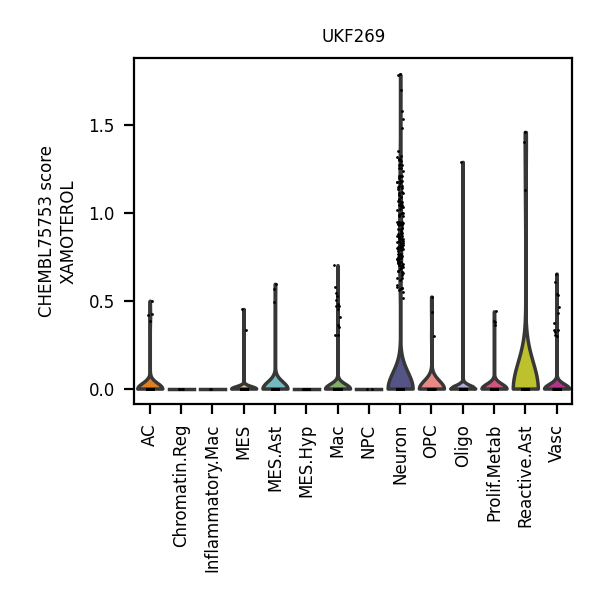 UKF269
CHEMBL75753 score
XAMOTEROL
1.5
1.0
0.5
0.0
AC
Chromatin.Reg
Inflammatory.Mac
MES
MES.Ast
MES.Hyp
Mac
NPC
Neuron
OPC
Oligo
Prolif.Metab
Reactive.Ast
Vasc